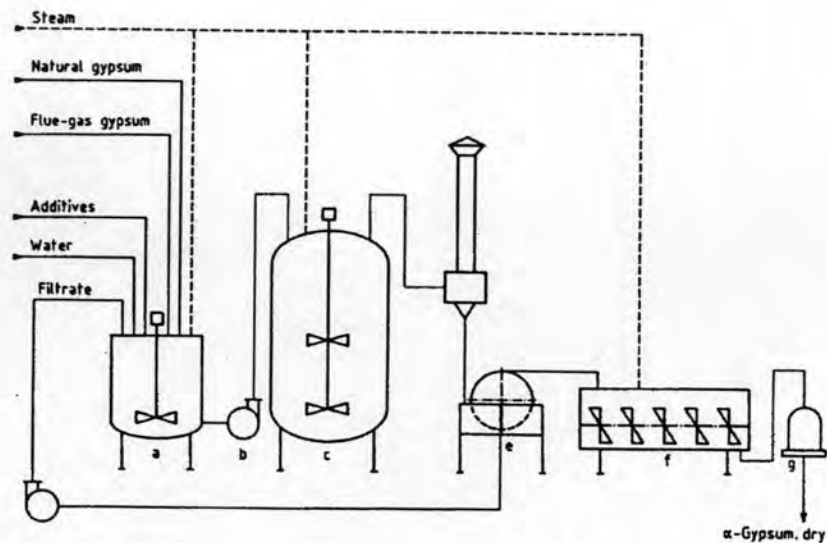 Steam
Natural gypsum
Flue-gas gypsum
Additives
Water
Filtrate
a
b
c
e
f
g
α-Gypsum, dry